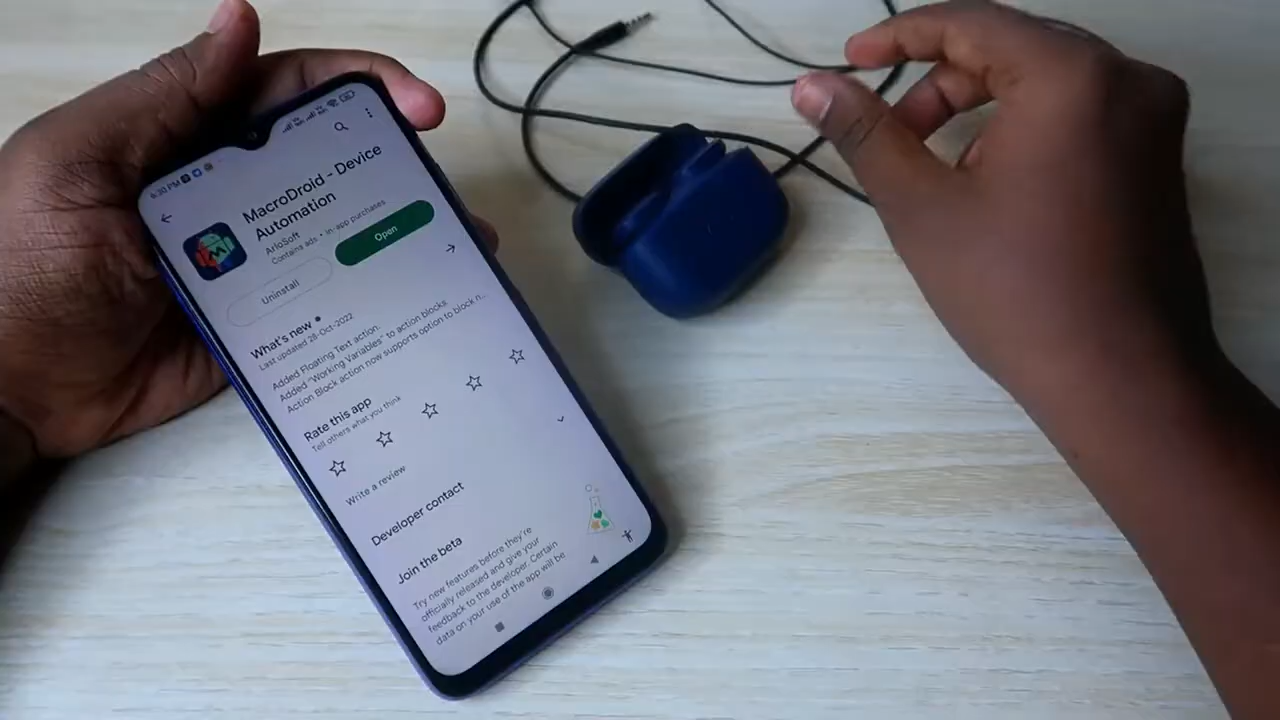 6:30 PM
MacroDroid - Device
Automation
ArloSoft
Contains ads • In-app purchases
Uninstall
Open
What's new •
Last updated 28-Oct-2022
Added Floating Text action.
Added "Working Variables" to action blocks
Action Block action now supports option to block n...
Rate this app
Tell others what you think
Write a review
Developer contact
Join the beta
Try new features before they're
officially released and give your
feedback to the developer. Certain
data on your use of the app will be